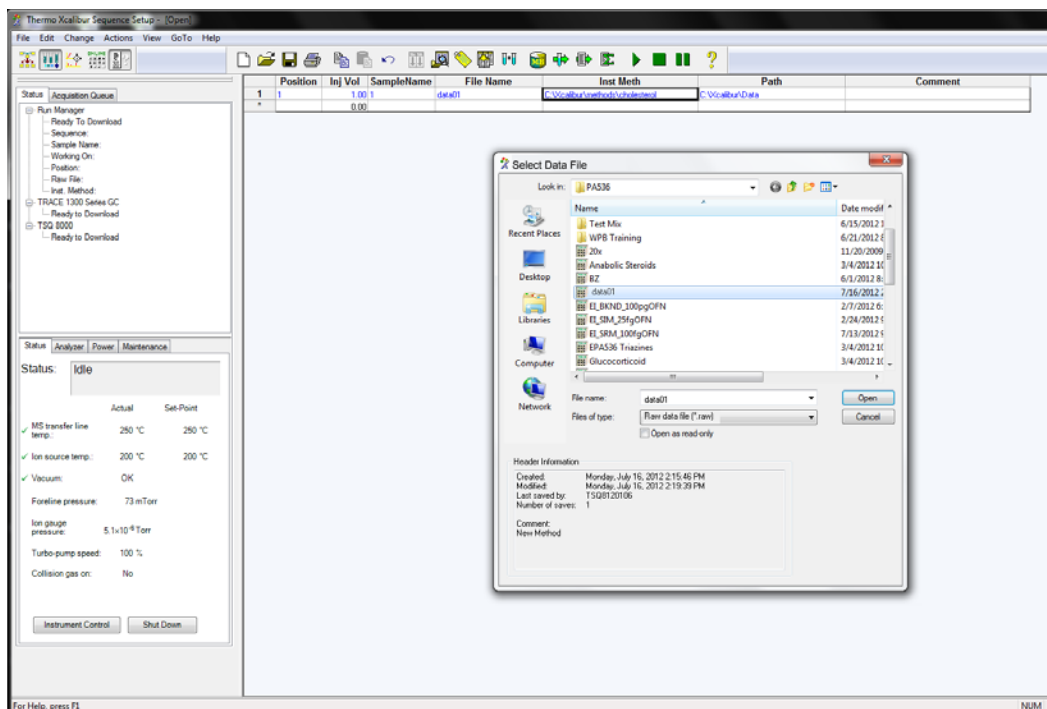 Thermo Xcalibur Sequence Setup - [Open]
File Edit Change Actions View GoTo Help
Status Acquisition Queue
Run Manager
Ready To Download
Sequence:
Sample Name:
Working On:
Position:
Raw File:
Inst. Method:
TRACE 1300 Series GC
Ready to Download
TSQ 8000
Ready to Download
Status Analyzer Power Maintenance
Status: Idle
Actual Set-Point
MS transfer line temp.: 250 °C 250 °C
Ion source temp.: 200 °C 200 °C
Vacuum: OK
Foreline pressure: 73 mTorr
Ion gauge pressure: Torr
Turbo-pump speed: 100 %
Collision gas on: No
Instrument Control Shut Down
Position Inj Vol SampleName File Name Inst Meth Path Comment
1 1 1.00 1 data01 C:\Xcalibur\methods\cholesterol C:\Xcalibur\Data
* 0.00
Select Data File
Look in: PA536
Recent Places
Desktop
Libraries
Computer
Network
Name Date modif
Test Mix 6/15/2012 1
WPB Training 6/21/2012 8
20x 11/20/2009
Anabolic Steroids 3/4/2012 10
BZ 6/1/2012 8:
data01 7/16/2012 2
EI_BKND_100pgOFN 2/7/2012 6:
EI_SIM_25fgOFN 2/24/2012 9
EI_SRM_100fgOFN 7/13/2012 9
EPA536 Triazines 3/4/2012 10
Glucocorticoid 3/4/2012 10
File name: data01 Open
Files of type: Raw data file (*.raw) Cancel
Open as read-only
Header Information
Created: Monday, July 16, 2012 2:15:46 PM
Modified: Monday, July 16, 2012 2:19:39 PM
Last saved by: TSQ8120106
Number of saves: 1
Comment:
New Method
For Help, press F1 NUM